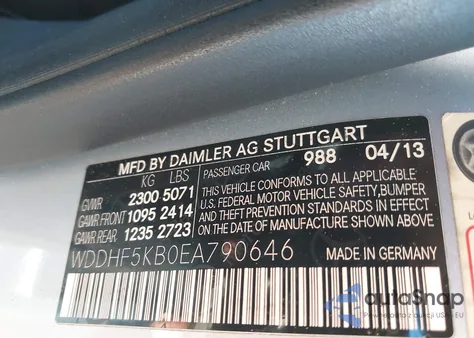 MFD BY DAIMLER AG STUTTGART
KG LBS PASSENGER CAR 988 04/13
GVWR 2300 5071
GAWR FRONT 1095 2414
GAWR REAR 1235 2723
THIS VEHICLE CONFORMS TO ALL APPLICABLE
U.S. FEDERAL MOTOR VEHICLE SAFETY,BUMPER
AND THEFT PREVENTION STANDARDS IN EFFECT
ON THE DATE OF MANUFACTURE SHOWN ABOVE.
WDDHF5KB0EA790646 MADE IN GERMANY
autoSnap